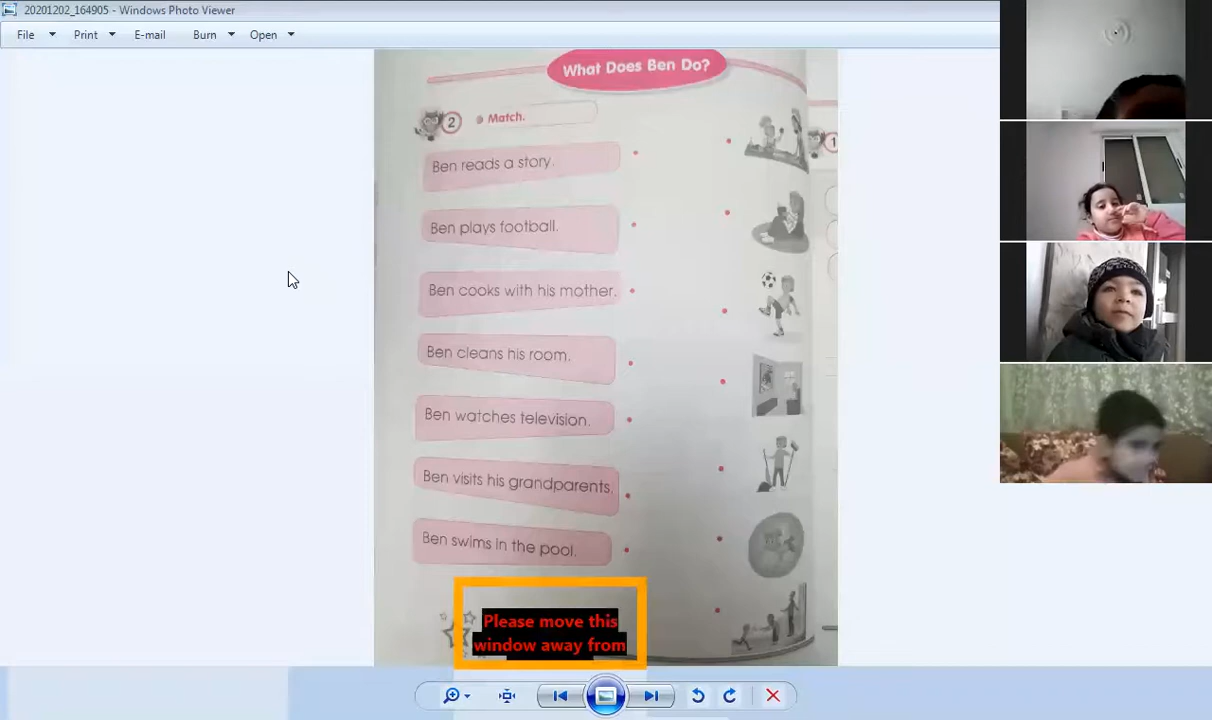 20201202_164905 - Windows Photo Viewer
File Print E-mail Burn Open
What Does Ben Do?
2 Match.
1
Ben reads a story.
Ben plays football.
Ben cooks with his mother.
Ben cleans his room.
Ben watches television.
Ben visits his grandparents.
Ben swims in the pool.
Please move this
window away from